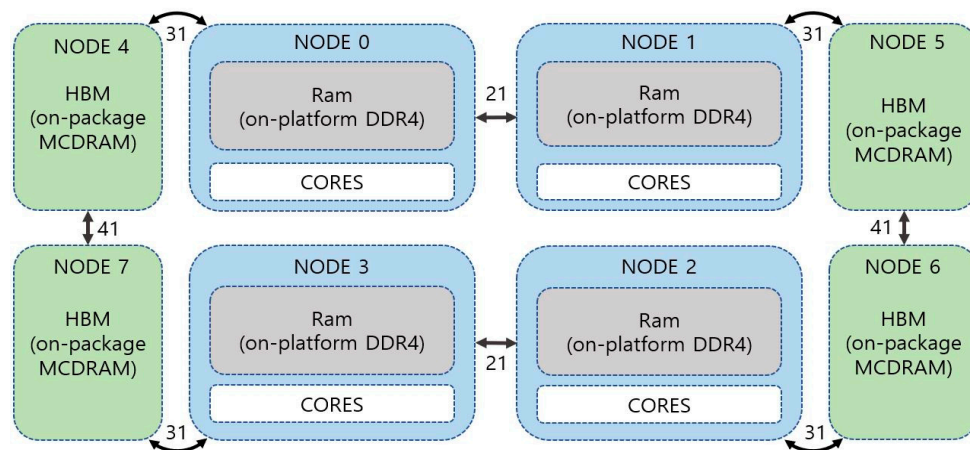 31
31
NODE 4
NODE 0
NODE 1
NODE 5
HBM
(on-package
MCDRAM)
Ram
(on-platform DDR4)
21
Ram
(on-platform DDR4)
HBM
(on-package
MCDRAM)
CORES
CORES
41
41
NODE 7
NODE 3
NODE 2
NODE 6
HBM
(on-package
MCDRAM)
Ram
(on-platform DDR4)
21
Ram
(on-platform DDR4)
HBM
(on-package
MCDRAM)
CORES
CORES
31
31